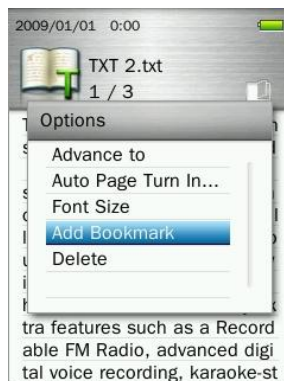 2009/01/01 0:00
TXT 2.txt
1 / 3
Options
Advance to
Auto Page Turn In...
Font Size
Add Bookmark
Delete
tra features such as a Record
able FM Radio, advanced digi
tal voice recording, karaoke-st